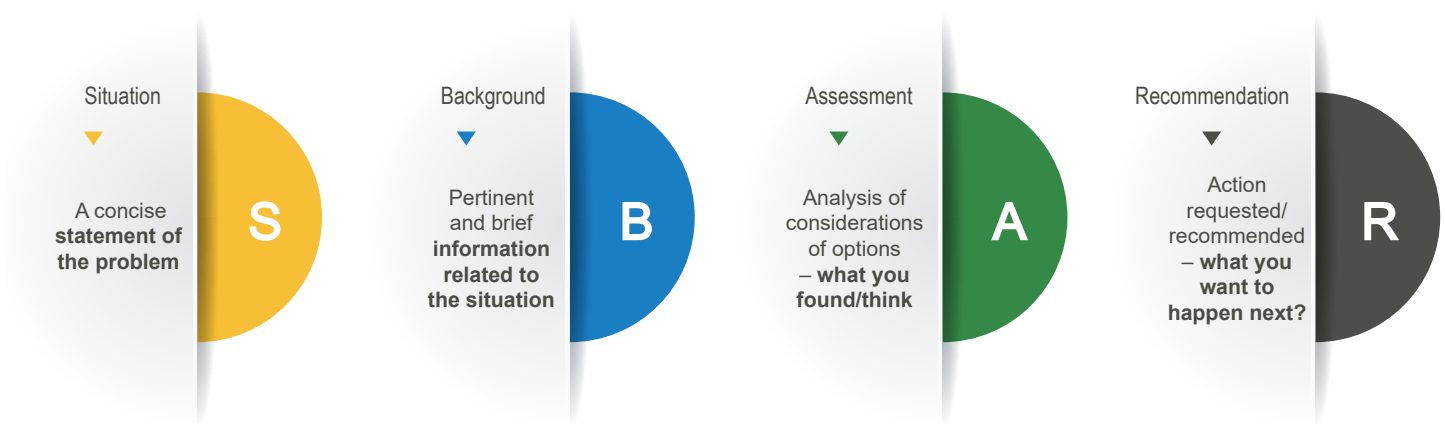 Situation
A concise
statement of
the problem
S
Background
Pertinent
and brief
information
related to
the situation
B
Assessment
Analysis of
considerations
of options
– what you
found/think
A
Recommendation
Action
requested/
recommended
– what you
want to
happen next?
R